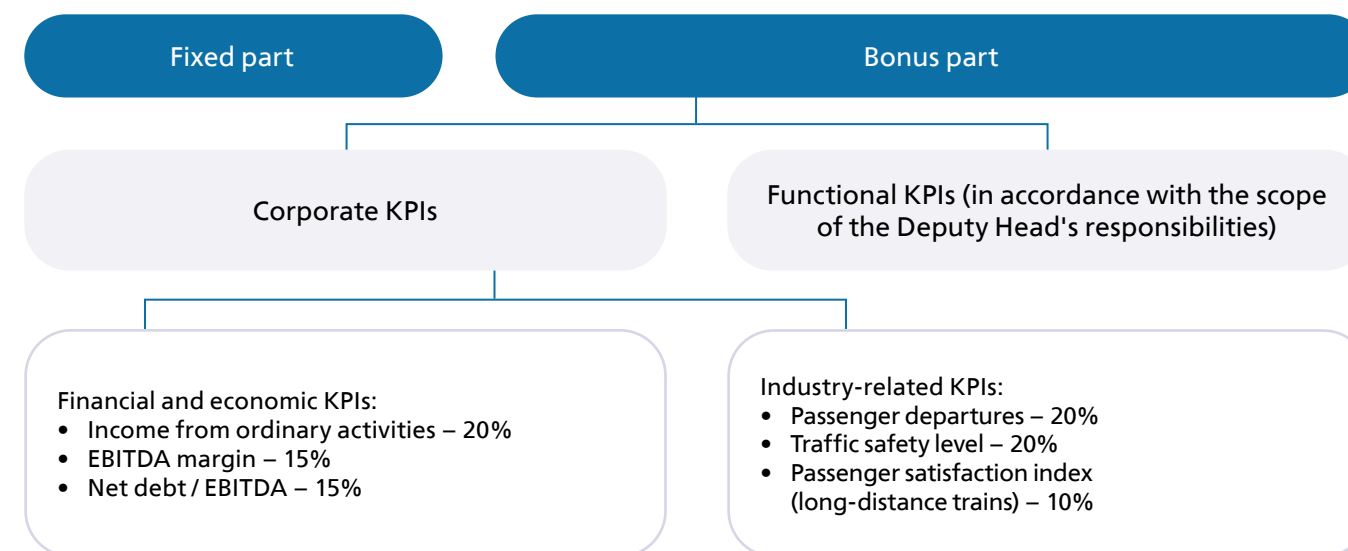 Fixed part
Bonus part
Corporate KPIs
Functional KPIs (in accordance with the scope
of the Deputy Head's responsibilities)
Financial and economic KPIs:
• Income from ordinary activities – 20%
• EBITDA margin – 15%
• Net debt / EBITDA – 15%
Industry-related KPIs:
• Passenger departures – 20%
• Traffic safety level – 20%
• Passenger satisfaction index
(long-distance trains) – 10%